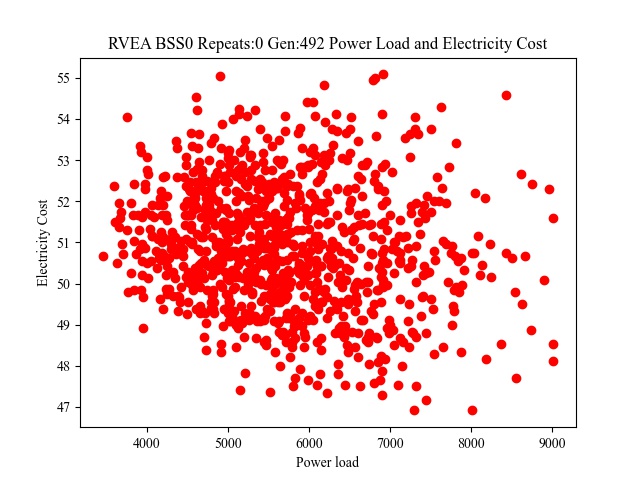 RVEA BSS0 Repeats:0 Gen:492 Power Load and Electricity Cost
55
54
53
52
51
50
49
48
47
Electricity Cost
4000 5000 6000 7000 8000 9000
Power load